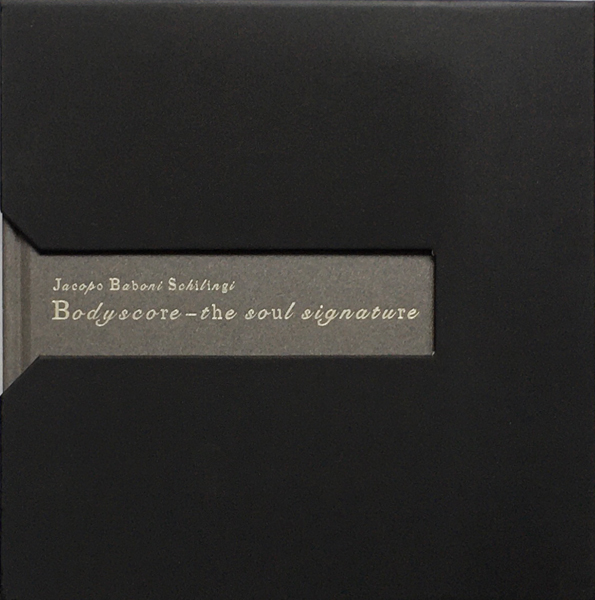 Jacopo Baboni Schilingi
Bodyscore–the soul signature